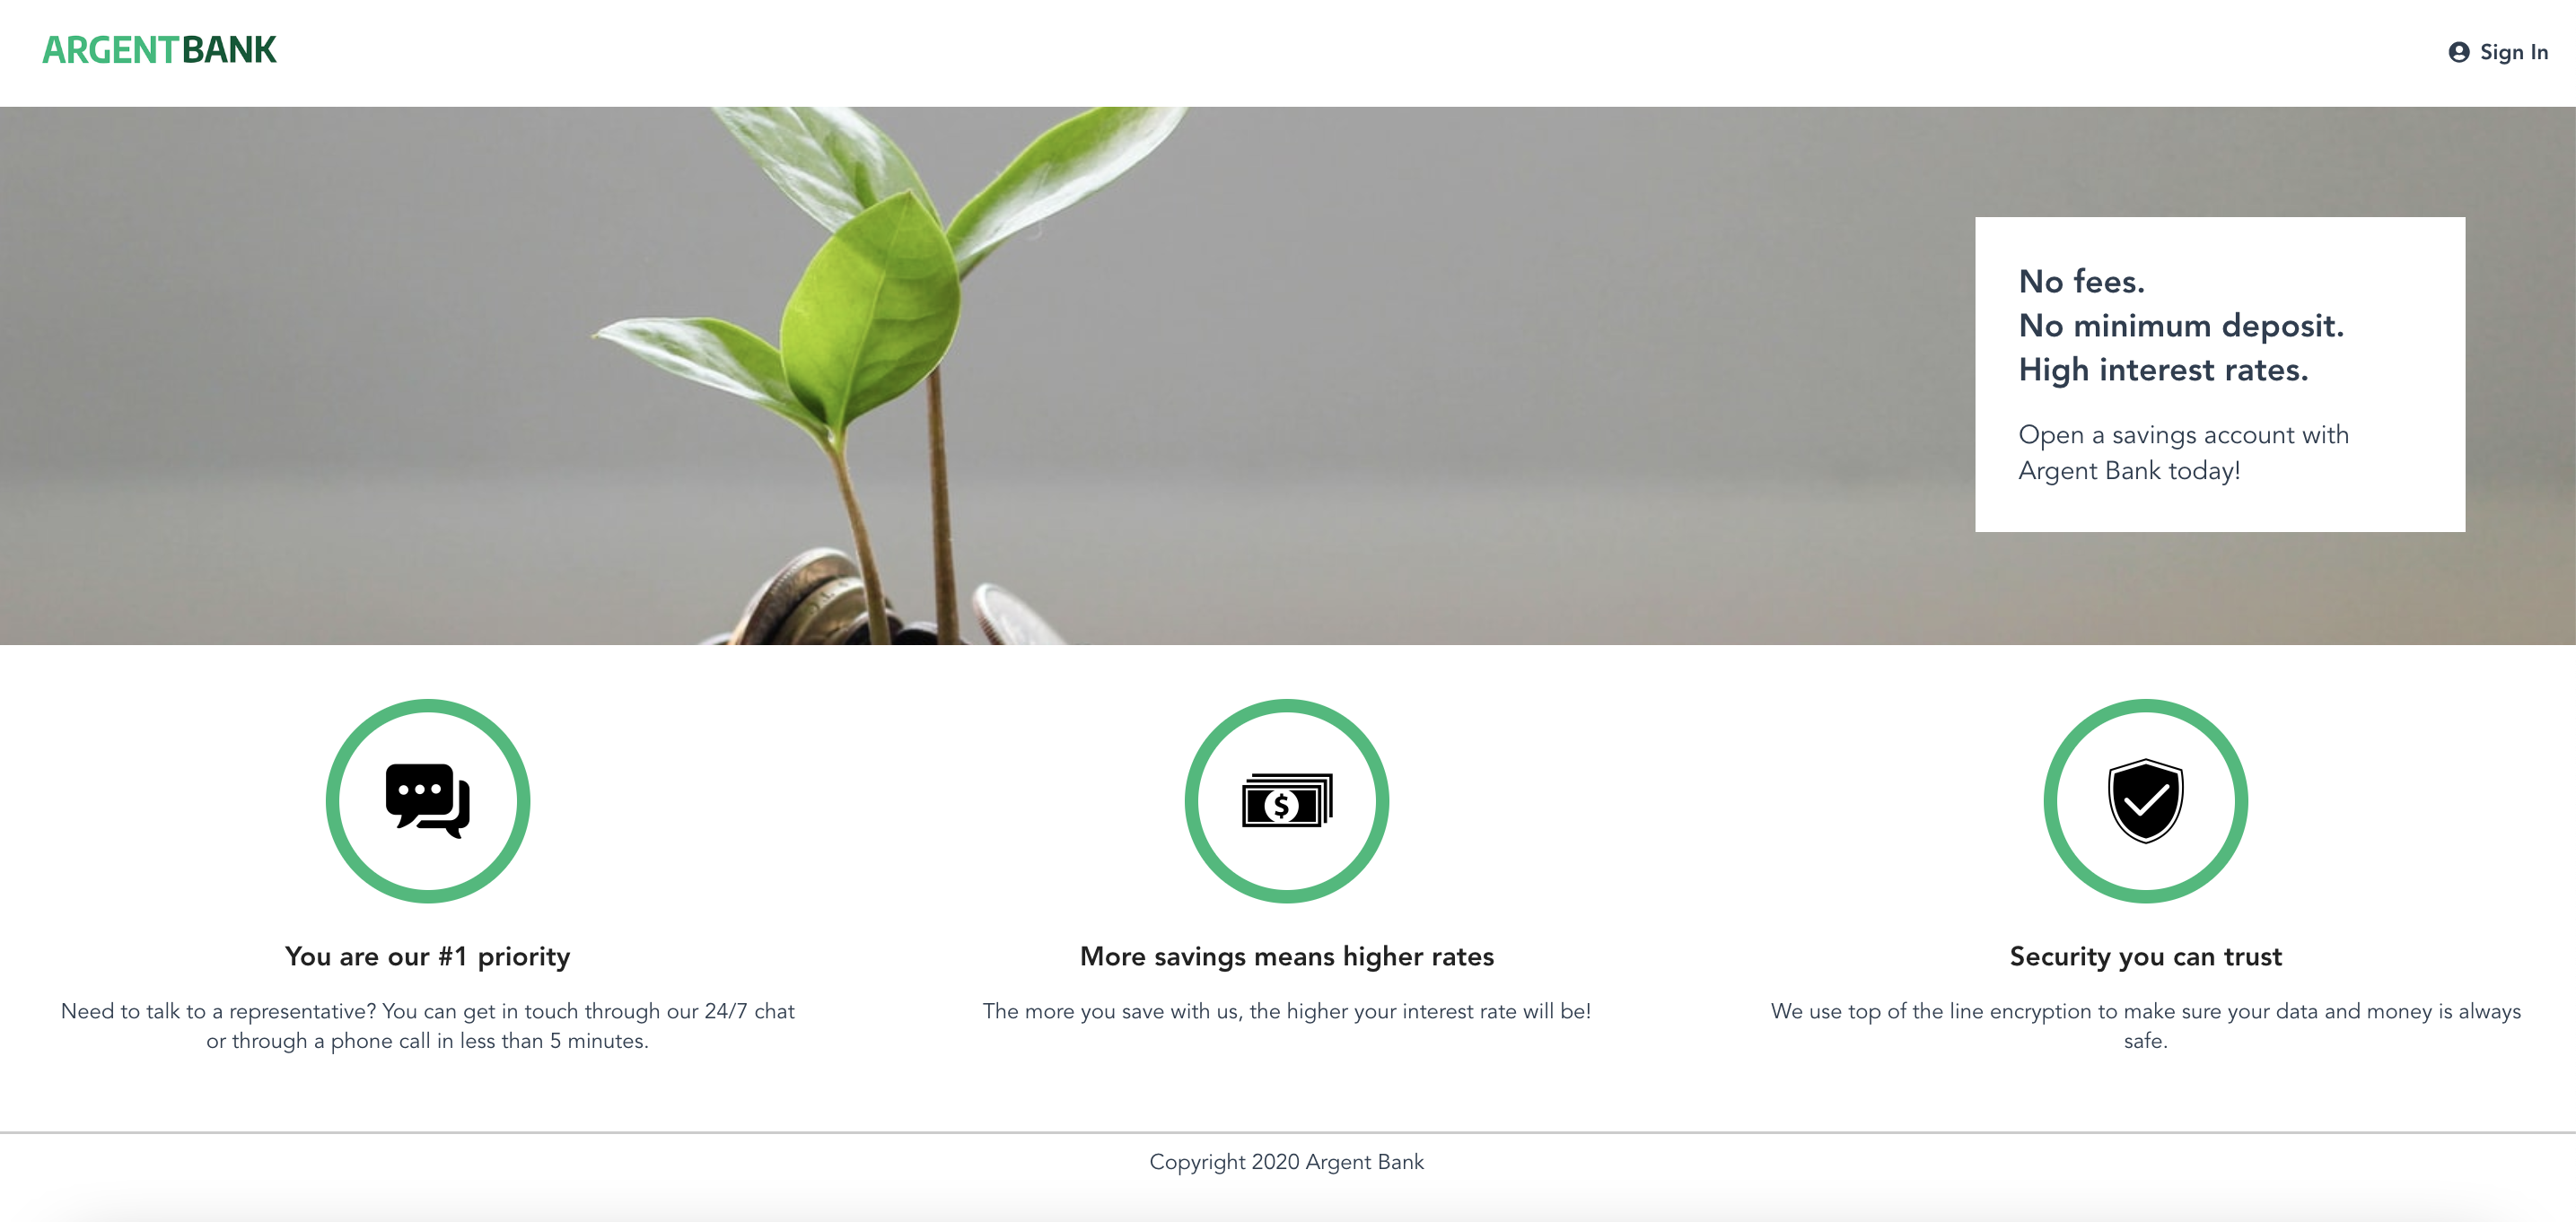 ARGENTBANK
Sign In
No fees.
No minimum deposit.
High interest rates.
Open a savings account with
Argent Bank today!
You are our #1 priority
Need to talk to a representative? You can get in touch through our 24/7 chat
or through a phone call in less than 5 minutes.
More savings means higher rates
The more you save with us, the higher your interest rate will be!
Security you can trust
We use top of the line encryption to make sure your data and money is always
safe.
Copyright 2020 Argent Bank